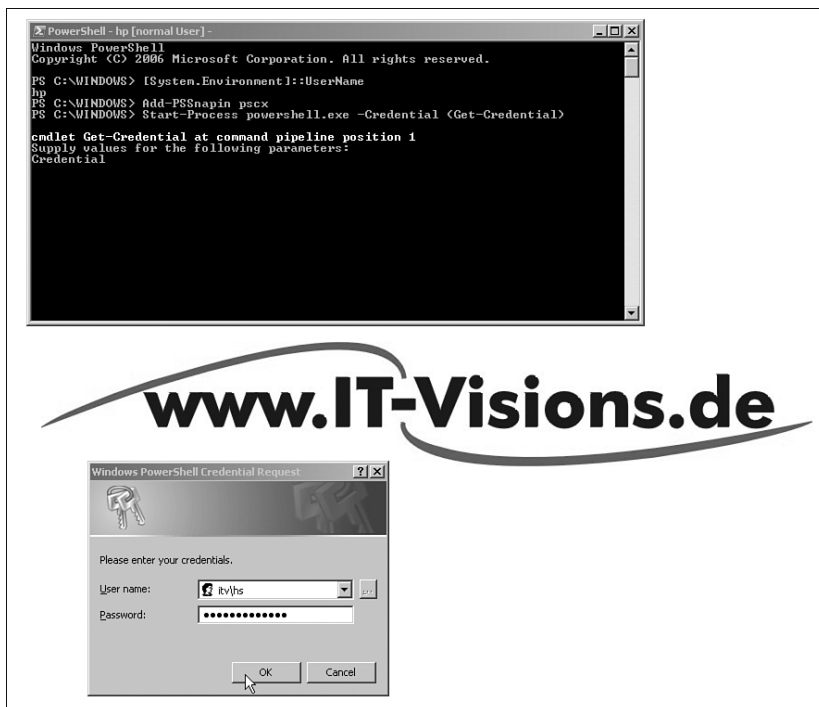 PowerShell - hp [normal User] -
Windows PowerShell
Copyright (C) 2006 Microsoft Corporation. All rights reserved.
PS C:\WINDOWS> [System.Environment]::UserName
hp
PS C:\WINDOWS> Add-PSSnapin pscx
PS C:\WINDOWS> Start-Process powershell.exe -Credential (Get-Credential)
cmdlet Get-Credential at command pipeline position 1
Supply values for the following parameters:
Credential
www.IT-Visions.de
Windows PowerShell Credential Request
Please enter your credentials.
User name: itv\hs
Password: •••••••••••••
OK Cancel